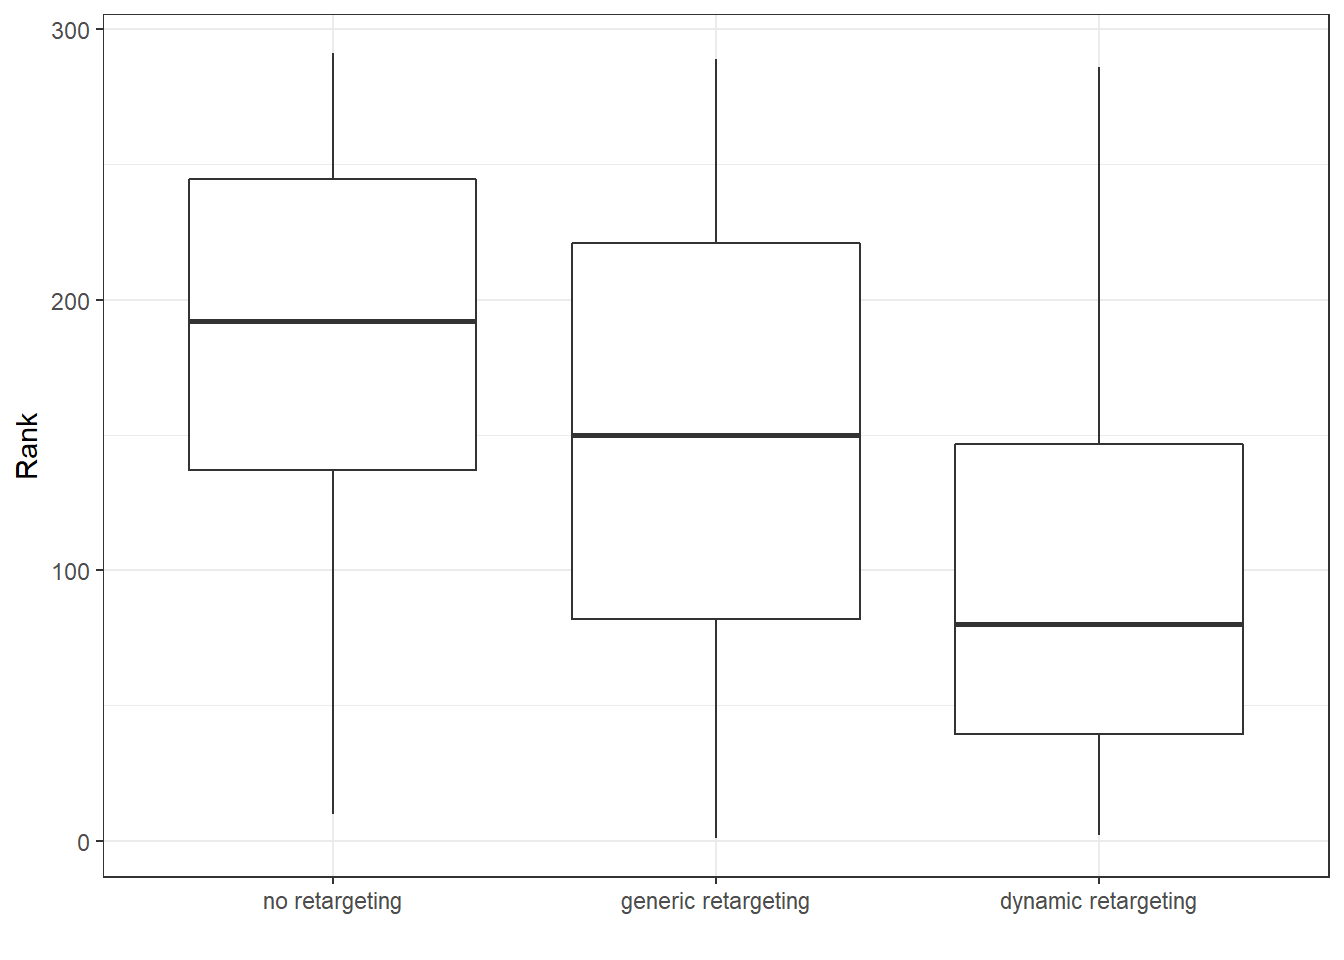 300
200
100
0
Rank
no retargeting
generic retargeting
dynamic retargeting